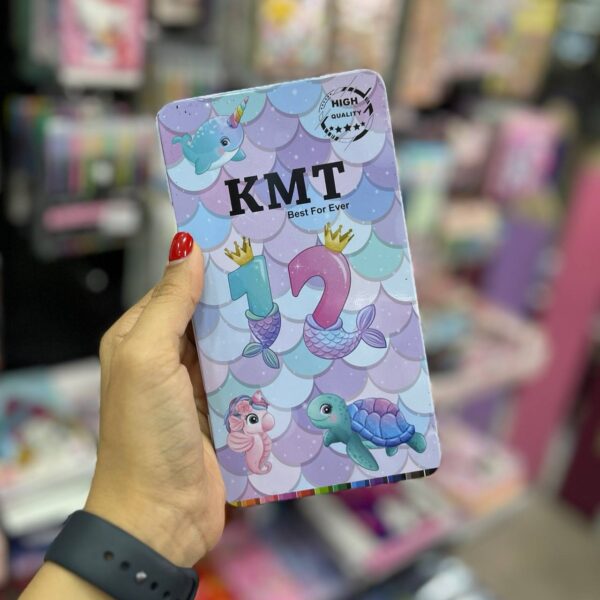 HIGH
QUALITY
KMT
Best For Ever
12